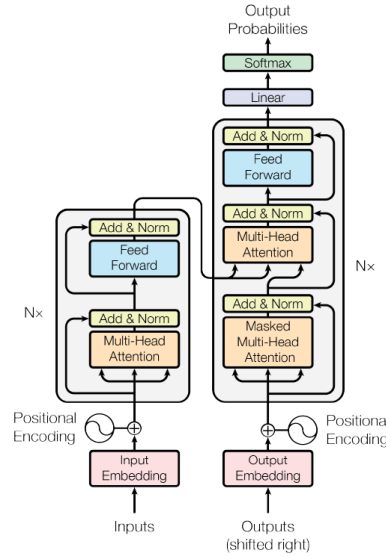 Output
Probabilities
Softmax
Linear
Add & Norm
Feed
Forward
Add & Norm
Multi-Head
Attention
Add & Norm
Masked
Multi-Head
Attention
Nx
Positional
Encoding
Output
Embedding
Outputs
(shifted right)
Add & Norm
Feed
Forward
Add & Norm
Multi-Head
Attention
Nx
Positional
Encoding
Input
Embedding
Inputs